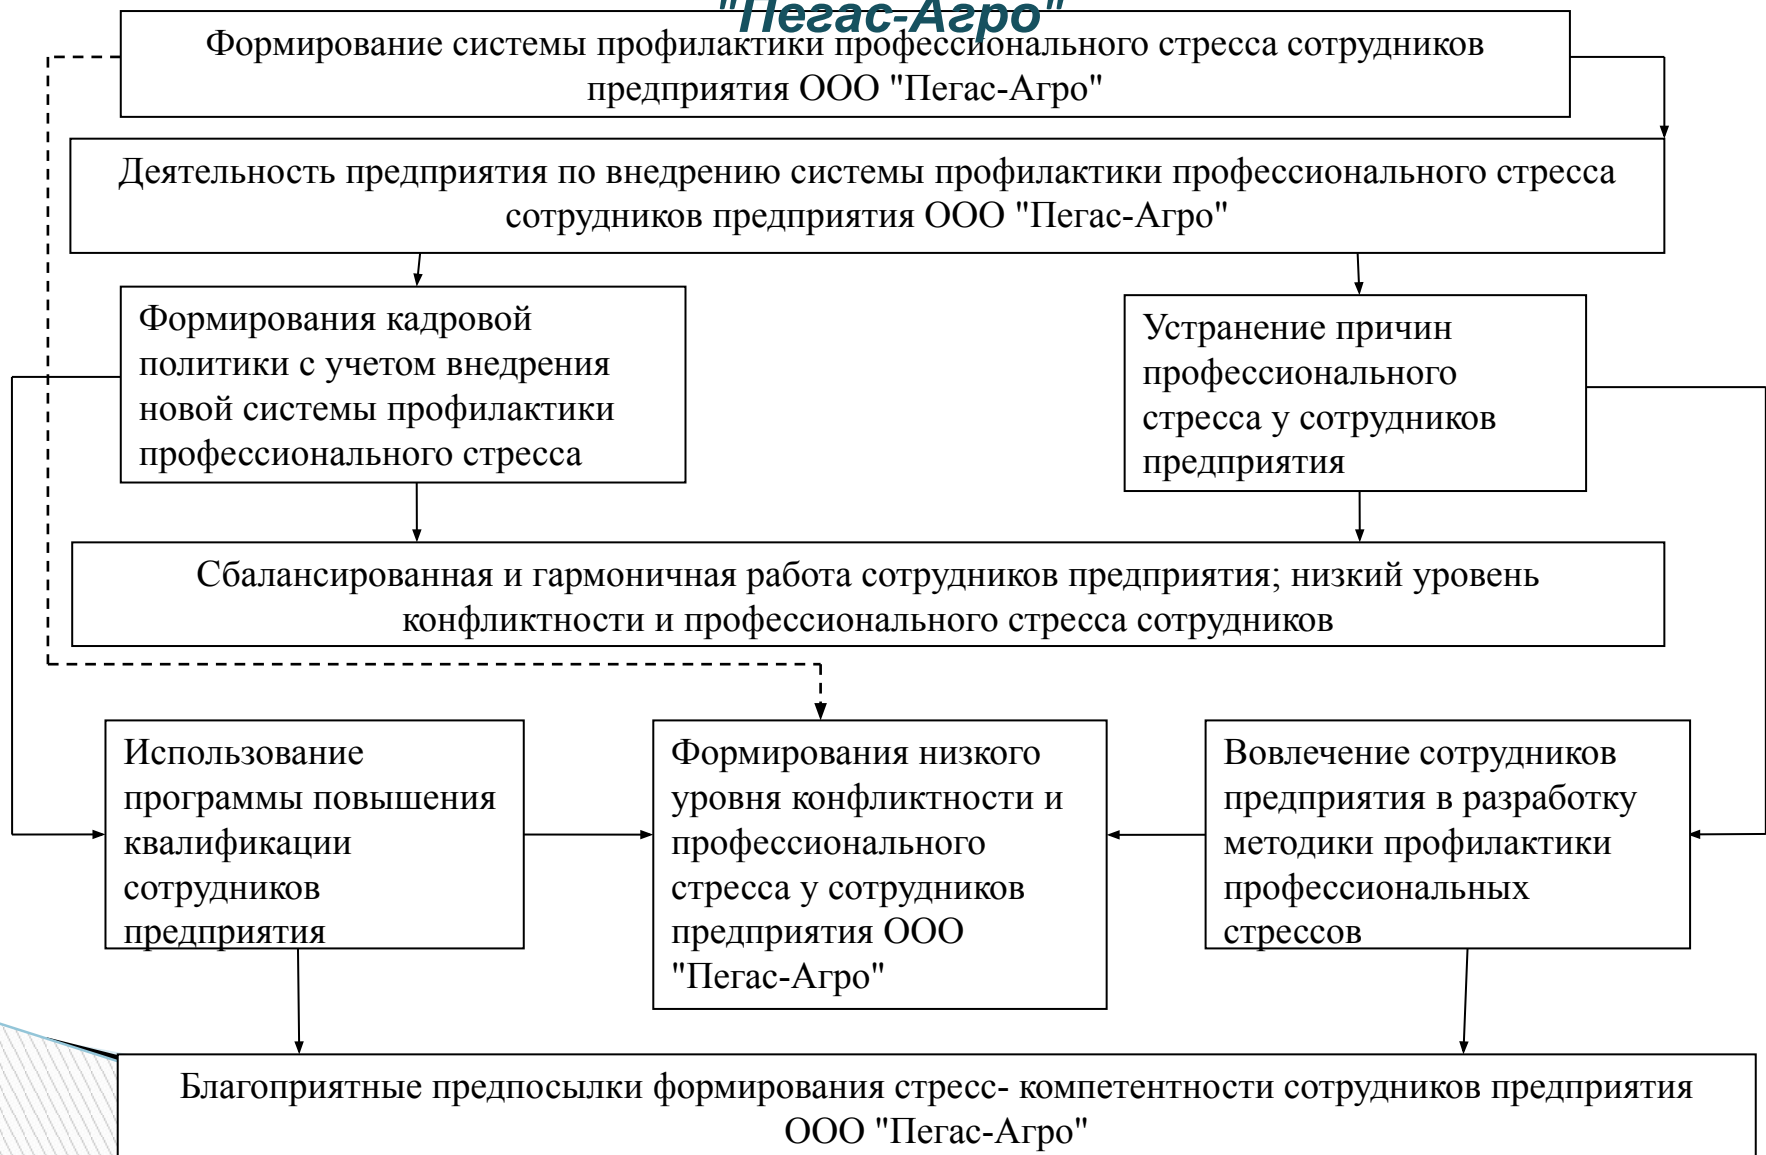 "Пегас-Агро"
Формирование системы профилактики профессионального стресса сотрудников
предприятия ООО "Пегас-Агро"
Деятельность предприятия по внедрению системы профилактики профессионального стресса
сотрудников предприятия ООО "Пегас-Агро"
Формирования кадровой
политики с учетом внедрения
новой системы профилактики
профессионального стресса
Устранение причин
профессионального
стресса у сотрудников
предприятия
Сбалансированная и гармоничная работа сотрудников предприятия; низкий уровень
конфликтности и профессионального стресса сотрудников
Использование
программы повышения
квалификации
сотрудников
предприятия
Формирования низкого
уровня конфликтности и
профессионального
стресса у сотрудников
предприятия ООО
"Пегас-Агро"
Вовлечение сотрудников
предприятия в разработку
методики профилактики
профессиональных
стрессов
Благоприятные предпосылки формирования стресс- компетентности сотрудников предприятия
ООО "Пегас-Агро"